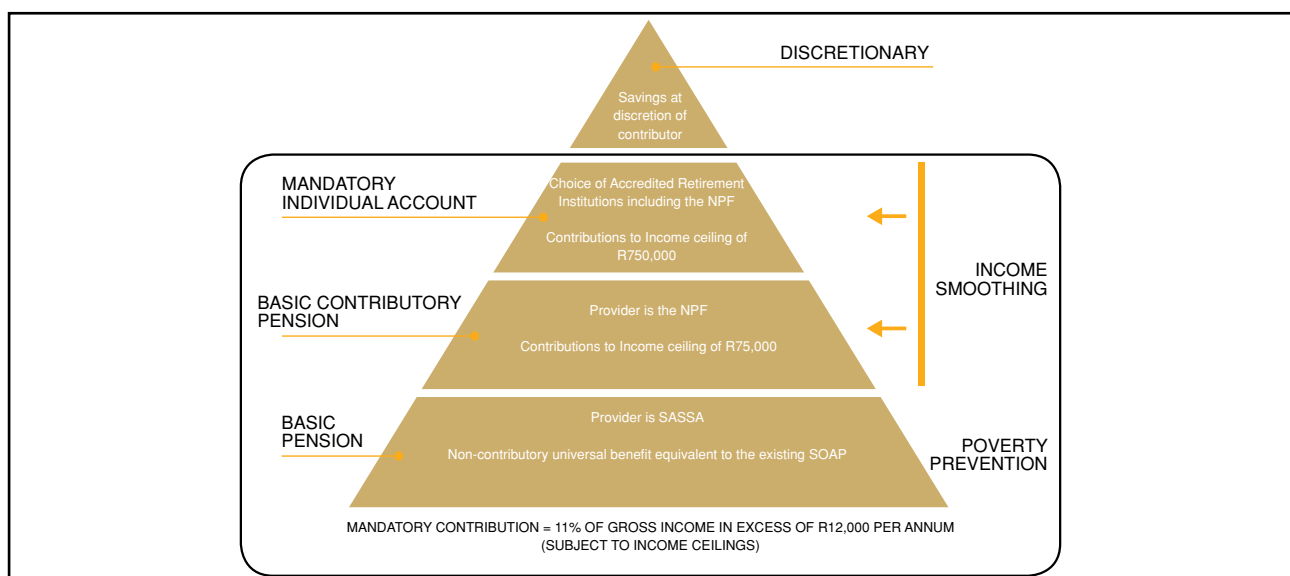 DISCRETIONARY
Savings at
discretion of
contributor
MANDATORY
INDIVIDUAL ACCOUNT
Choice of Accredited Retirement
Institutions including the NPF
Contributions to Income ceiling of
R750,000
INCOME
SMOOTHING
BASIC CONTRIBUTORY
PENSION
Provider is the NPF
Contributions to Income ceiling of R75,000
BASIC
PENSION
Provider is SASSA
Non-contributory universal benefit equivalent to the existing SOAP
POVERTY
PREVENTION
MANDATORY CONTRIBUTION = 11% OF GROSS INCOME IN EXCESS OF R12,000 PER ANNUM
(SUBJECT TO INCOME CEILINGS)